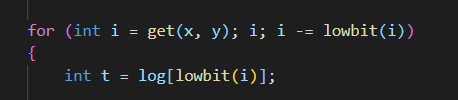 for (int i = get(x, y); i; i -= lowbit(i))
{
    int t = log[lowbit(i)];